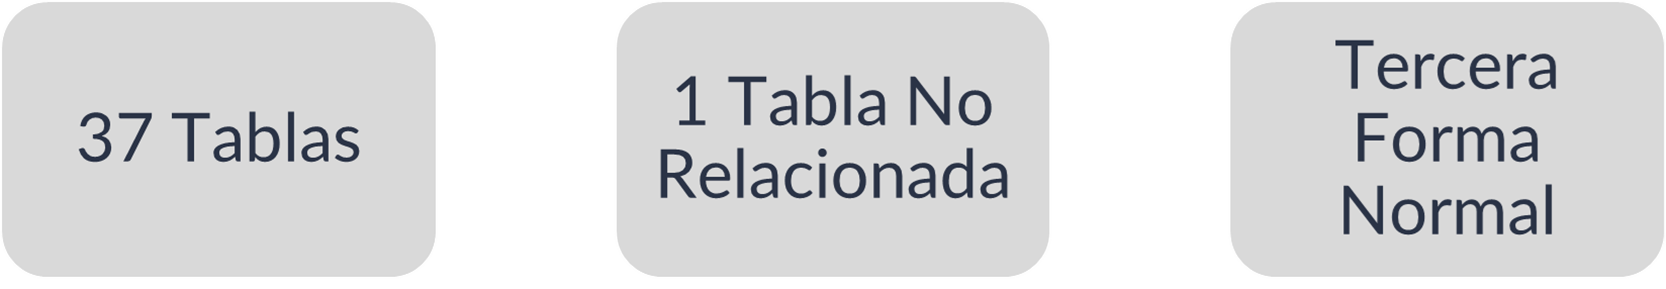 37 Tablas
1 Tabla No
Relacionada
Tercera
Forma
Normal